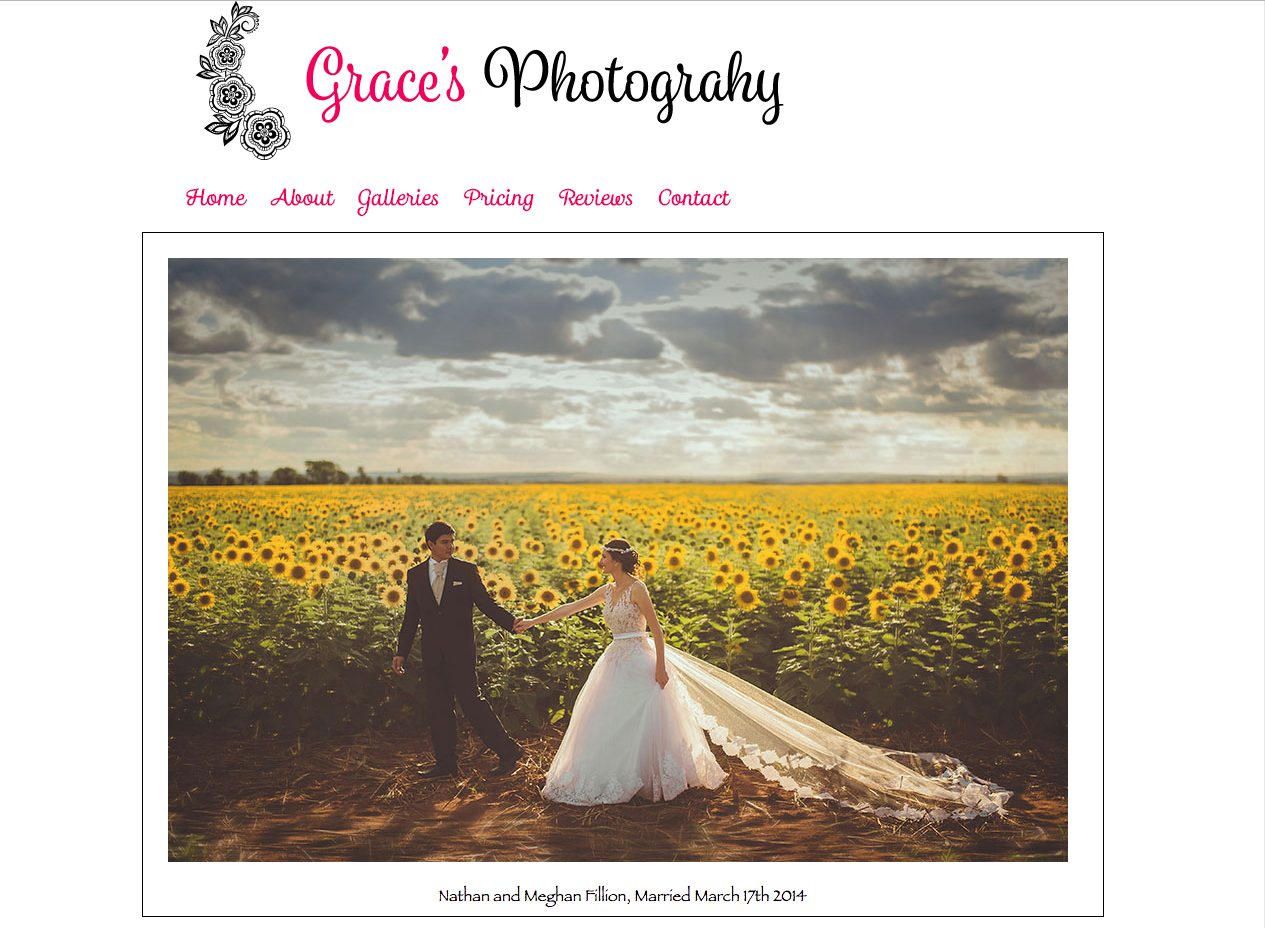 Grace's Photograhy
Home About Galleries Pricing Reviews Contact
Nathan and Meghan Fillion, Married March 17th 2014